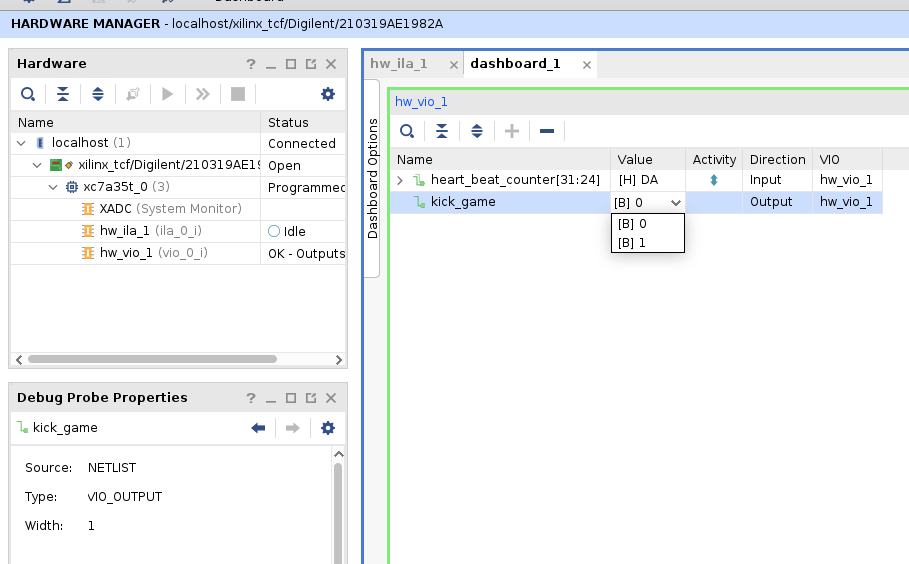 Dashboard
HARDWARE MANAGER - localhost/xilinx_tcf/Digilent/210319AE1982A
Hardware
Name Status
localhost (1) Connected
xilinx_tcf/Digilent/210319AE19 Open
xc7a35t_0 (3) Programmed
XADC (System Monitor)
hw_ila_1 (ila_0_i) Idle
hw_vio_1 (vio_0_i) OK - Outputs
Debug Probe Properties
kick_game
Source: NETLIST
Type: vIO_OUTPUT
Width: 1
hw_ila_1 dashboard_1
Dashboard Options
hw_vio_1
Name Value Activity Direction VIO
heart_beat_counter[31:24] [H] DA Input hw_vio_1
kick_game [B] 0 Output hw_vio_1
[B] 0
[B] 1